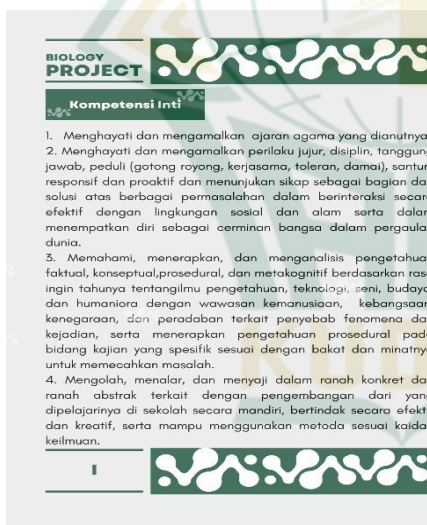 BIOLOGY
PROJECT
Kompetensi Inti
1. Menghayati dan mengamalkan ajaran agama yang dianutnya
2. Menghayati dan mengamalkan perilaku jujur, disiplin, tanggung
jawab, peduli (gotong royong, kerjasama, toleran, damai), santun
responsif dan proaktif dan menunjukan sikap sebagai bagian da
solusi atas berbagai permasalahan dalam berinteraksi secar
efektif dengan lingkungan sosial dan alam serta dalam
menempatkan diri sebagai cerminan bangsa dalam pergaula
dunia.
3. Memahami, menerapkan, dan menganalisis pengetahua
faktual, konseptual,prosedural, dan metakognitif berdasarkan rasa
ingin tahunya tentangilmu pengetahuan, teknologi, seni, budaya
dan humaniora dengan wawasan kemanusiaan, kebangsaan
kenegaraan, dan peradaban terkait penyebab fenomena da
kejadian, serta menerapkan pengetahuan prosedural pada
bidang kajian yang spesifik sesuai dengan bakat dan minatnya
untuk memecahkan masalah.
4. Mengolah, menalar, dan menyaji dalam ranah konkret da
ranah abstrak terkait dengan pengembangan dari yang
dipelajarinya di sekolah secara mandiri, bertindak secara efekt
dan kreatif, serta mampu menggunakan metoda sesuai kaida
keilmuan.
I